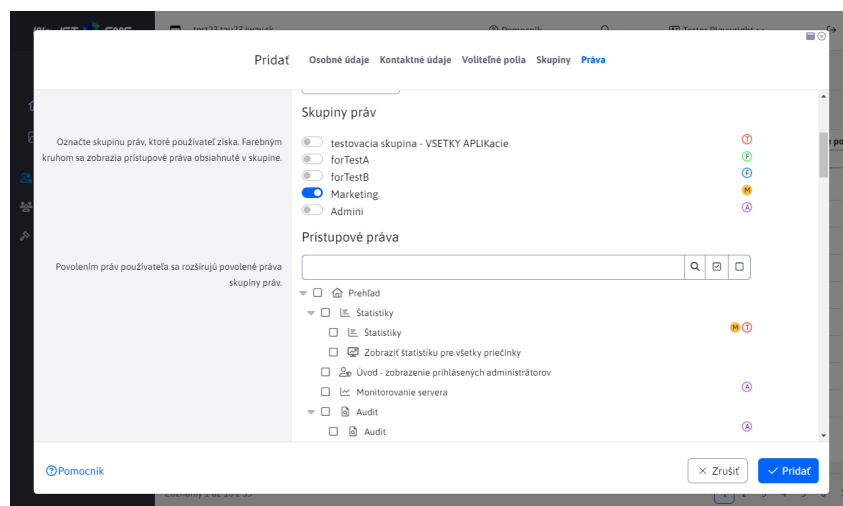 Pridať
Osobné údaje Kontaktné údaje Voliteľné polia Skupiny Práva
Skupiny práv
Označte skupinu práv, ktoré používateľ získa. Farebným
kruhom sa zobrazia prístupové práva obsiahnuté v skupine.
testovacia skupina - VSETKY APLIKacie T
forTestA F
forTestB F
Marketing M
Admini A
Prístupové práva
Povolením práv používateľa sa rozširujú povolené práva
skupiny práv.
Prehľad
Štatistiky
Štatistiky M T
Zobraziť štatistiku pre všetky priečinky
Úvod - zobrazenie prihlásených administrátorov
Monitorovanie servera A
Audit
Audit A
Pomocník
Zrušiť
Pridať